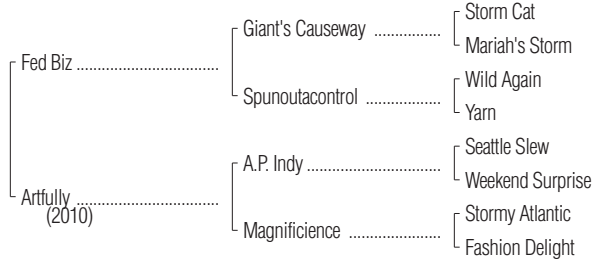 Storm Cat
Giant's Causeway ................
Mariah's Storm
Fed Biz ..................................
Wild Again
Spunoutacontrol ..................
Yarn
Seattle Slew
A.P. Indy ................................
Weekend Surprise
Artfully ..................................
(2010)
Stormy Atlantic
Magnificience ......................
Fashion Delight